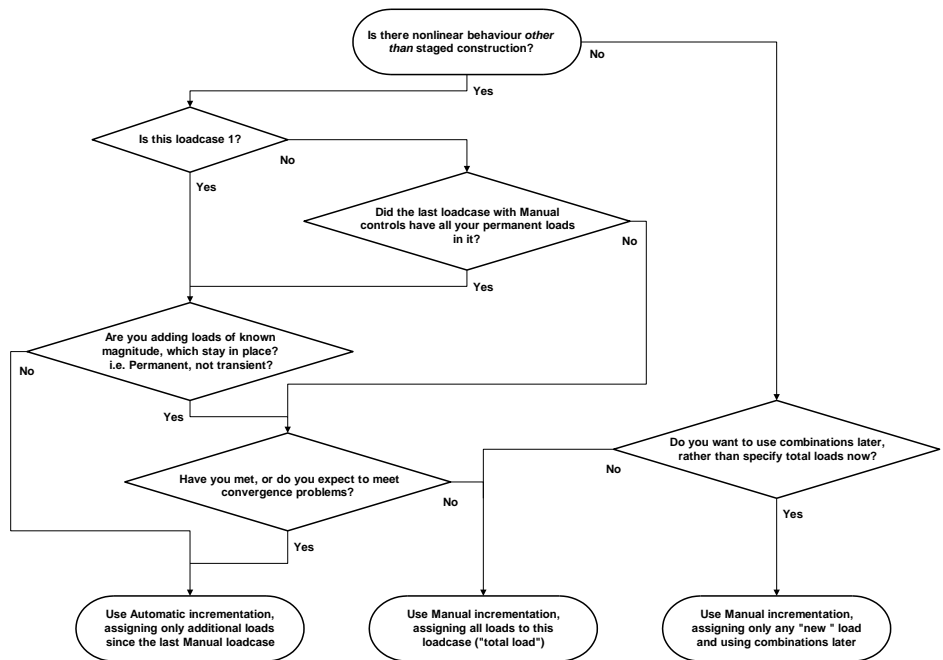 Is there nonlinear behaviour other
than staged construction?
No
Yes
Is this loadcase 1?
No
Yes
Did the last loadcase with Manual
controls have all your permanent loads
in it?
No
Yes
Are you adding loads of known
magnitude, which stay in place?
i.e. Permanent, not transient?
No
Yes
Do you want to use combinations later,
rather than specify total loads now?
No
Yes
Have you met, or do you expect to meet
convergence problems?
No
Yes
Use Automatic incrementation,
assigning only additional loads
since the last Manual loadcase
Use Manual incrementation,
assigning all loads to this
loadcase ("total load")
Use Manual incrementation,
assigning only any "new " load
and using combinations later